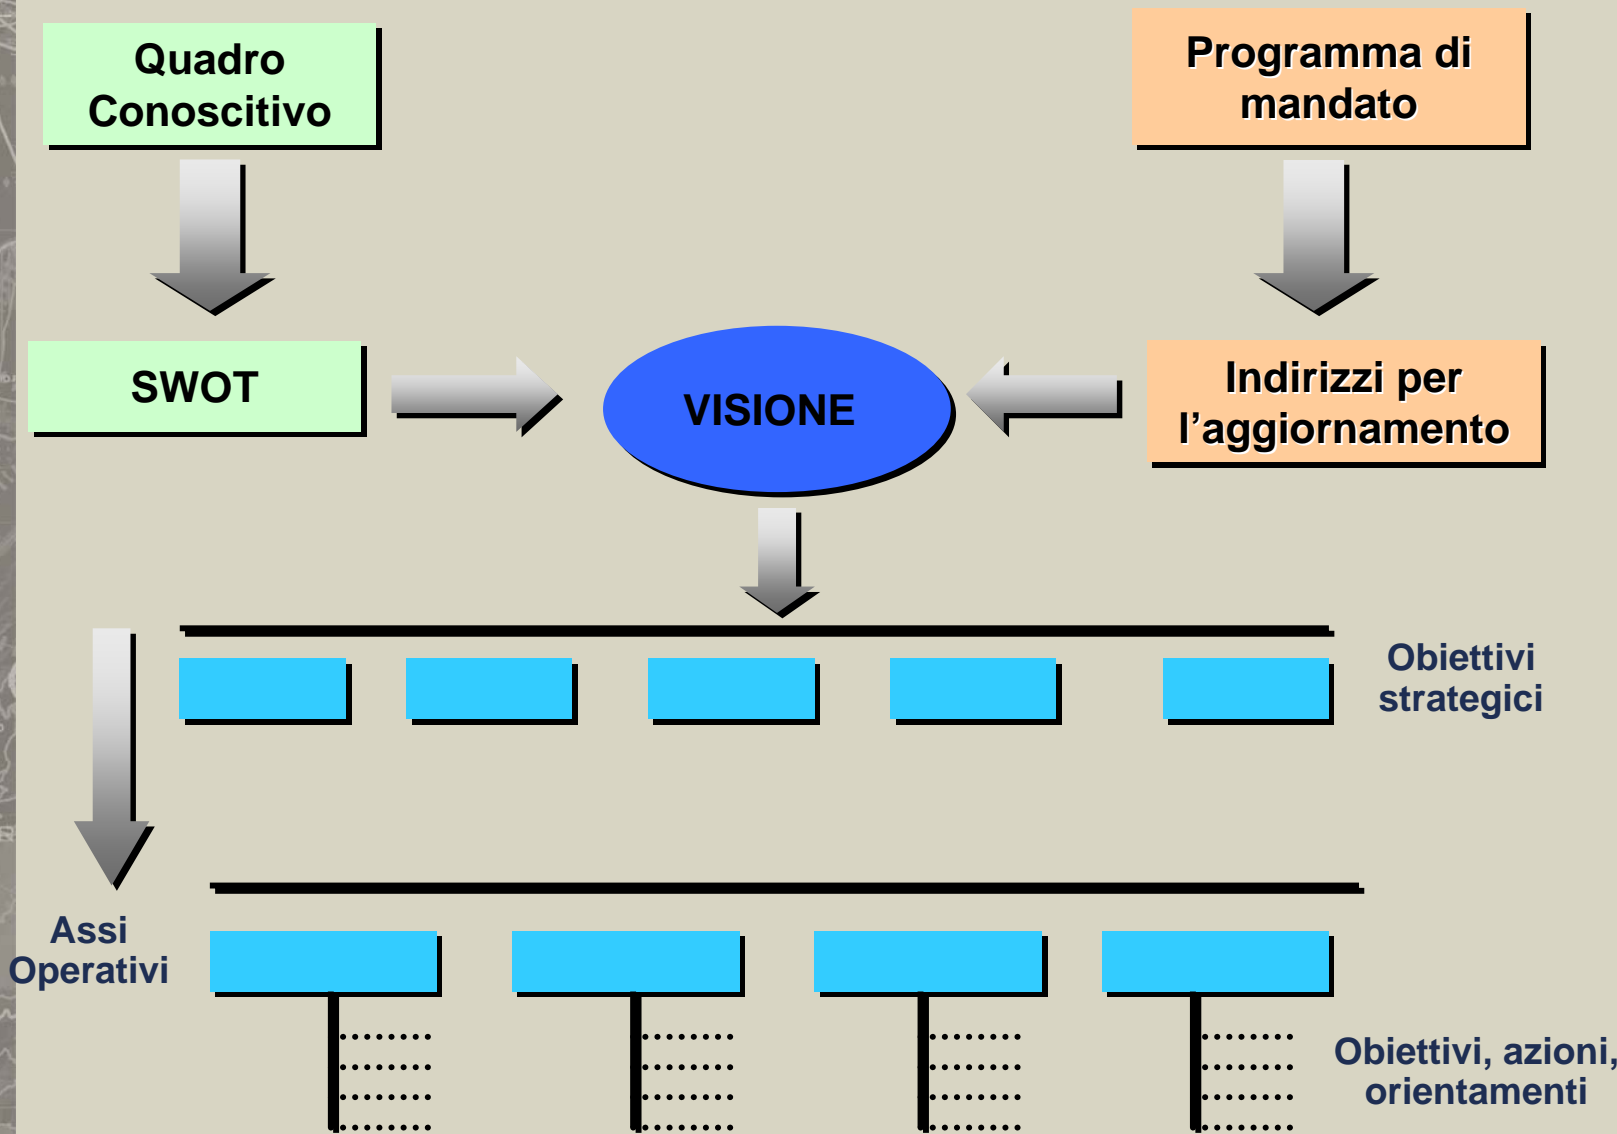 Quadro
Conoscitivo
Programma di
mandato
SWOT
VISIONE
Indirizzi per
l’aggiornamento
Obiettivi
strategici
Assi
Operativi
Obiettivi, azioni,
orientamenti